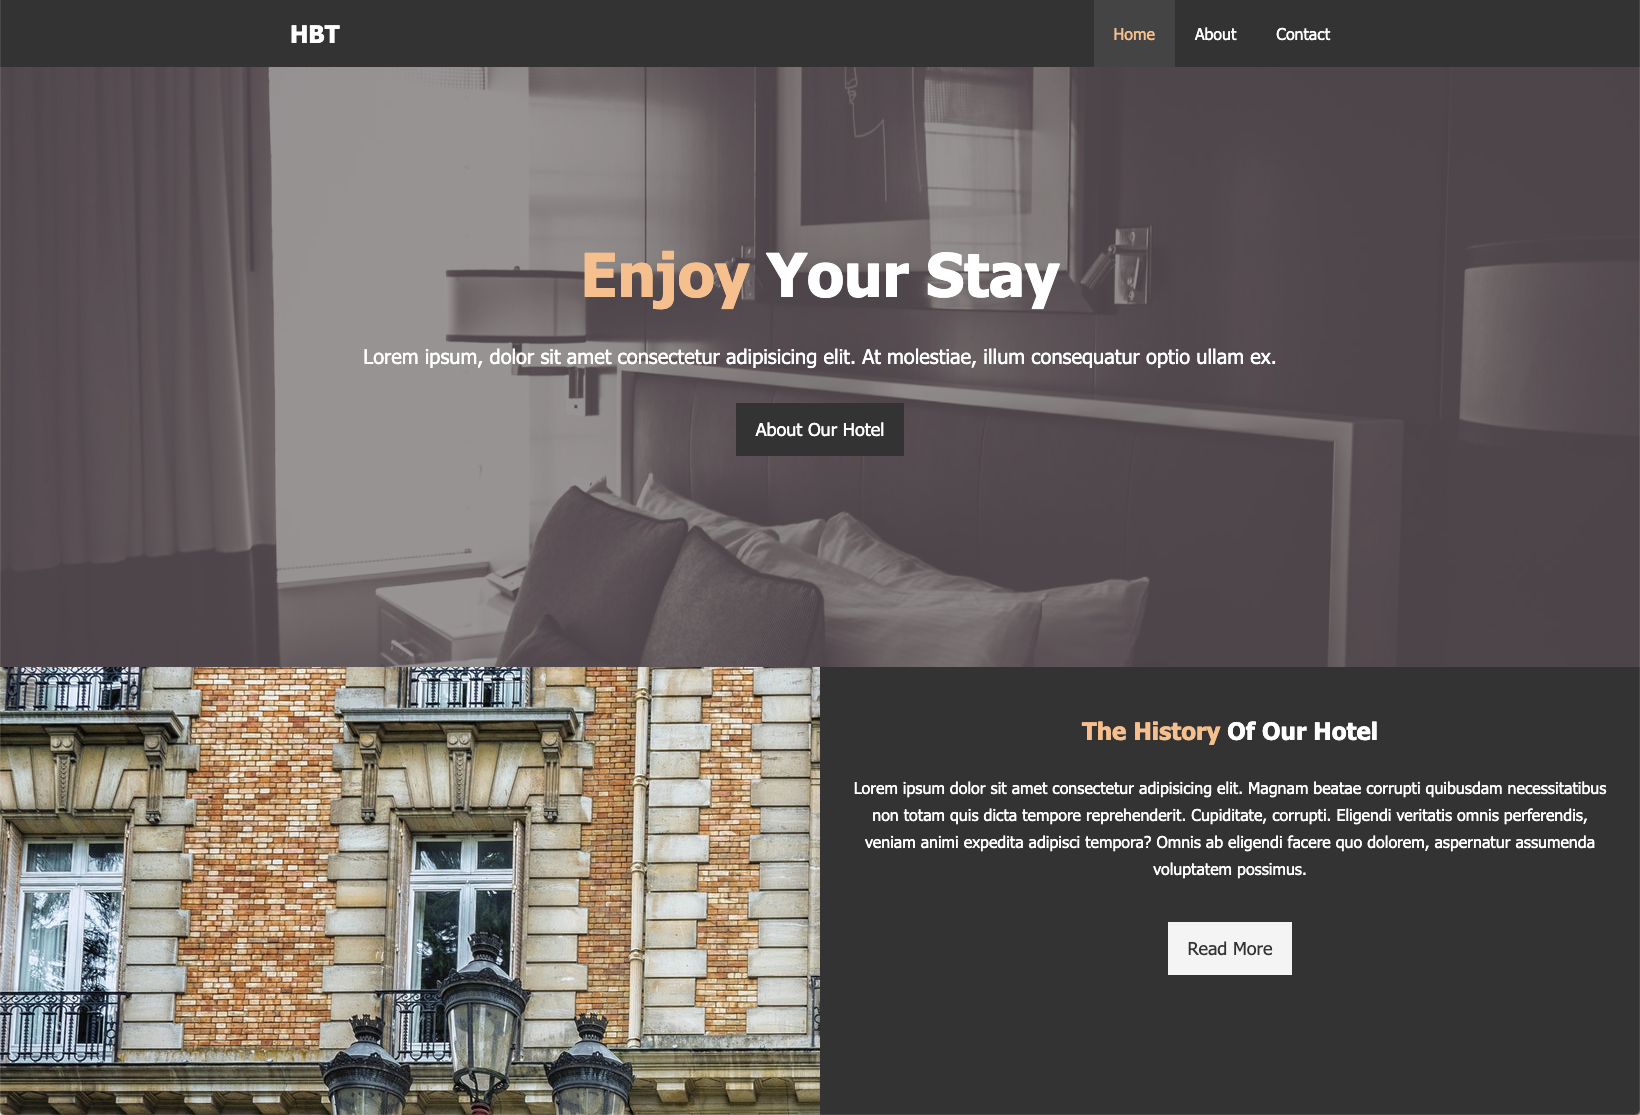 HBT
Home About Contact
Enjoy Your Stay
Lorem ipsum, dolor sit amet consectetur adipisicing elit. At molestiae, illum consequatur optio ullam ex.
About Our Hotel
The History Of Our Hotel
Lorem ipsum dolor sit amet consectetur adipisicing elit. Magnam beatae corrupti quibusdam necessitatibus
non totam quis dicta tempore reprehenderit. Cupiditate, corrupti. Eligendi veritatis omnis perferendis,
veniam animi expedita adipisci tempora? Omnis ab eligendi facere quo dolorem, aspernatur assumenda
voluptatem possimus.
Read More